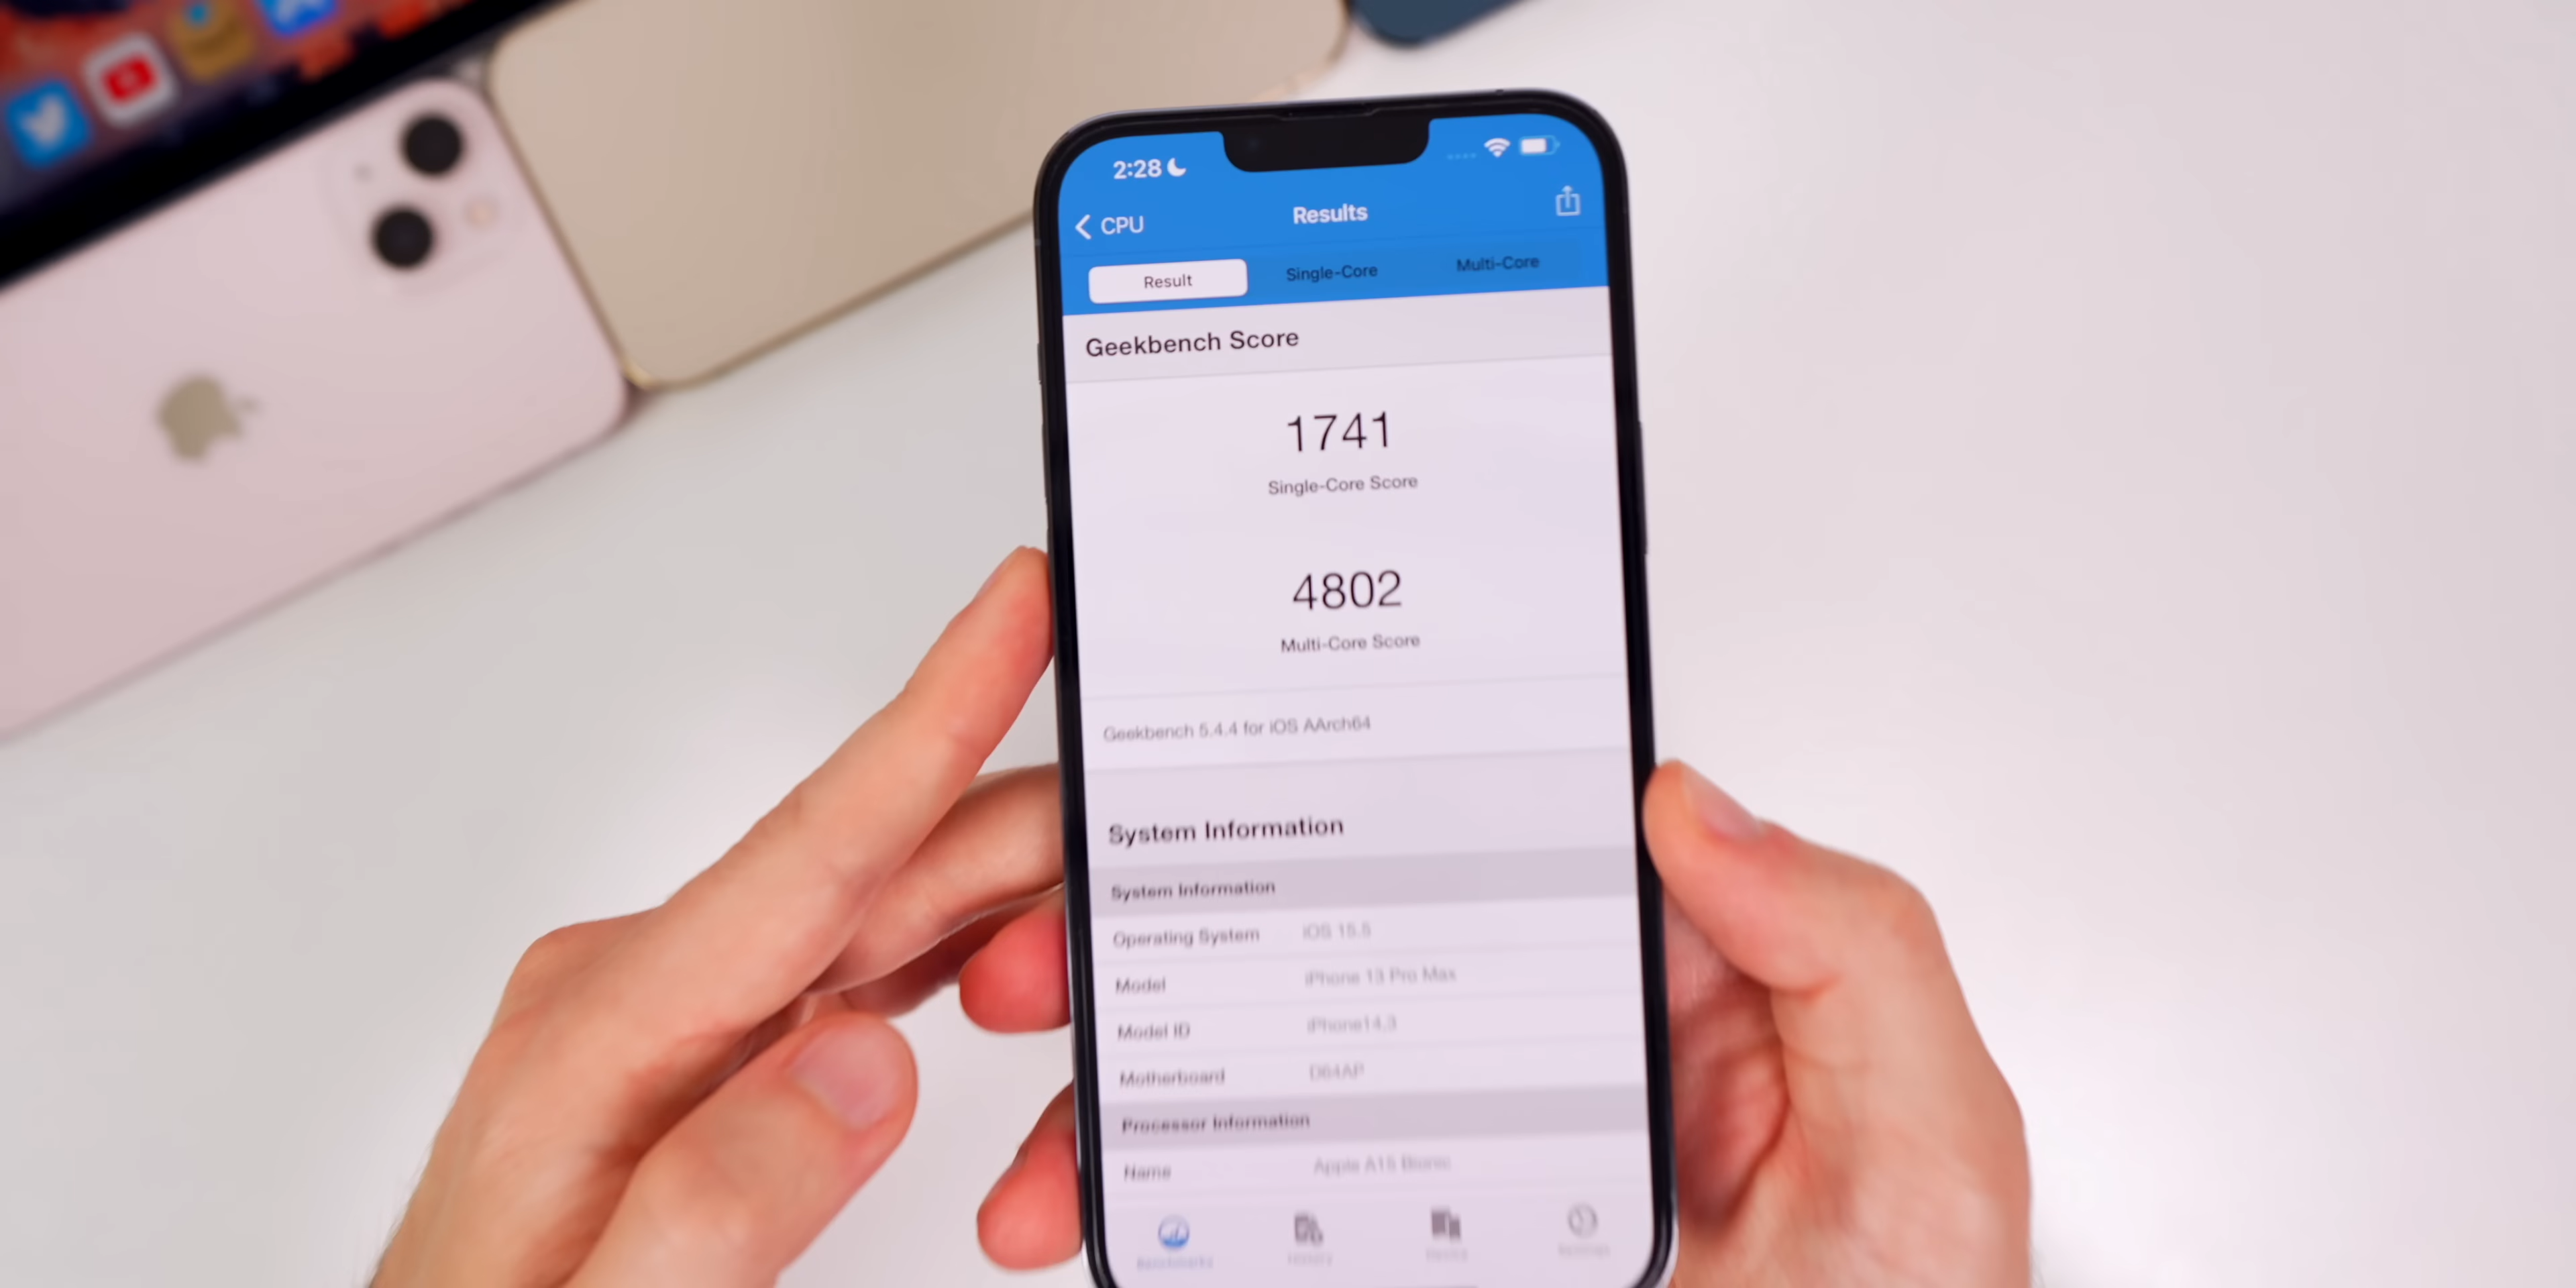 2:28
CPU
Results
Result Single-Core Multi-Core
Geekbench Score
1741
Single-Core Score
4802
Multi-Core Score
Geekbench 5.4.4 for iOS AArch64
System Information
System Information
Operating System iOS 15.5
Model iPhone 13 Pro Max
Model ID iPhone14,3
Motherboard D64AP
Processor Information
Name Apple A15 Bionic
Benchmarks